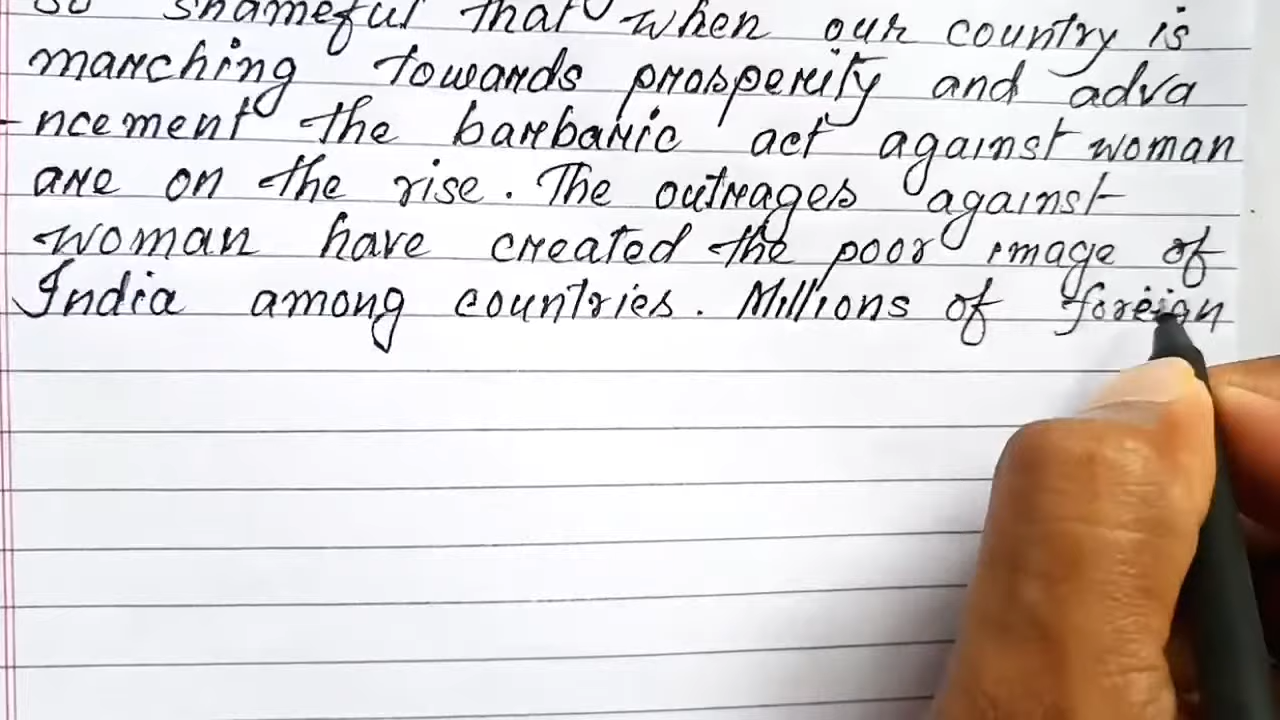 so shameful that when our country is
marching towards prosperity and adva
-ncement the barbaric act against woman
are on the rise. The outrages against
woman have created the poor image of
India among countries. Millions of foreign